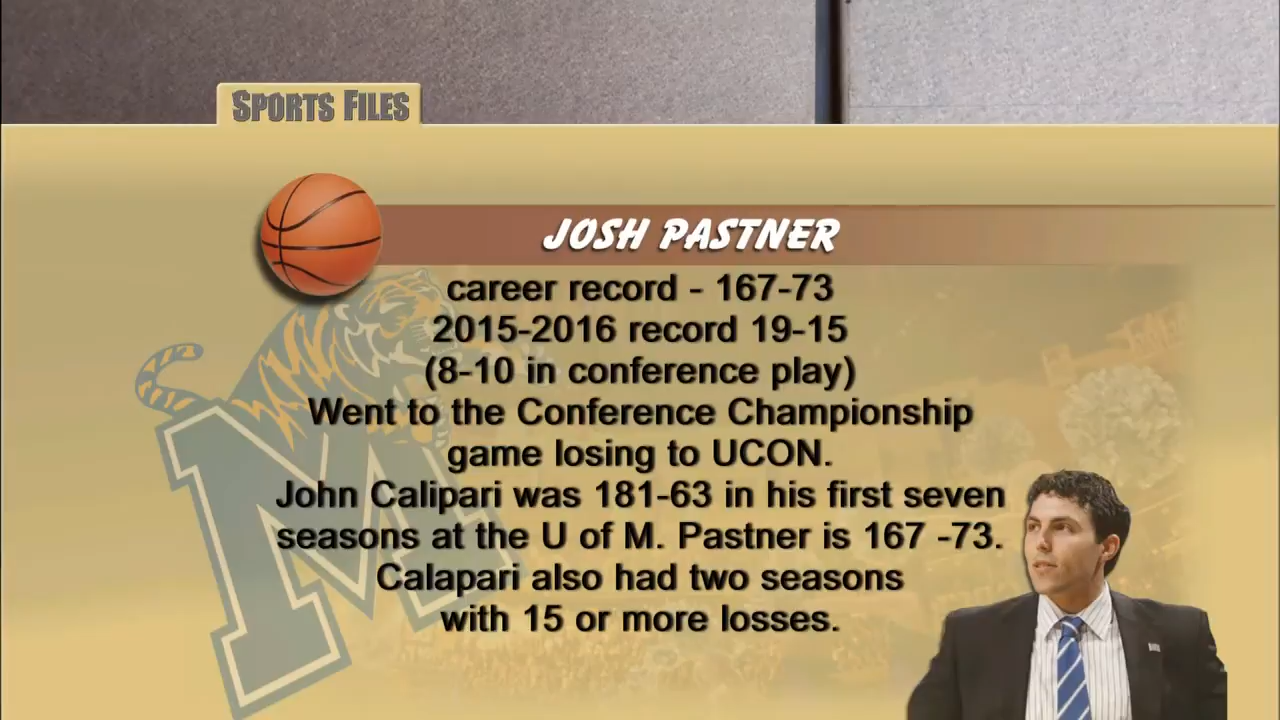 SPORTS FILES
JOSH PASTNER
career record - 167-73
2015-2016 record 19-15
(8-10 in conference play)
Went to the Conference Championship
game losing to UCON.
John Calipari was 181-63 in his first seven
seasons at the U of M. Pastner is 167 -73.
Calapari also had two seasons
with 15 or more losses.
M